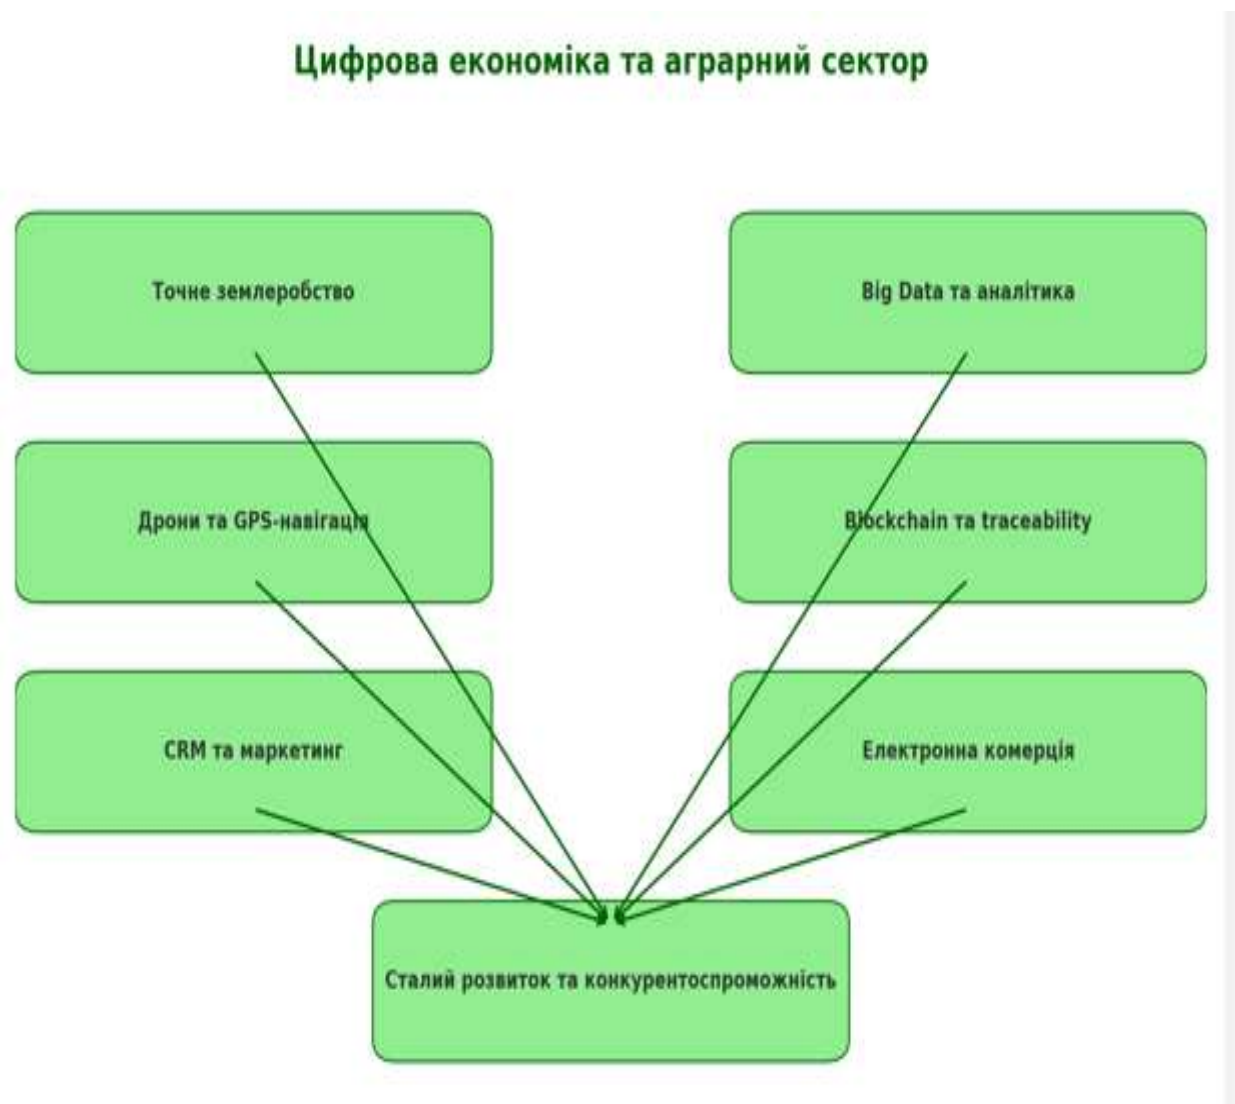 Цифрова економіка та аграрний сектор
Точне землеробство
Big Data та аналітика
Дрони та GPS-навігація
Blockchain та traceability
CRM та маркетинг
Електронна комерція
Сталий розвиток та конкурентоспроможність